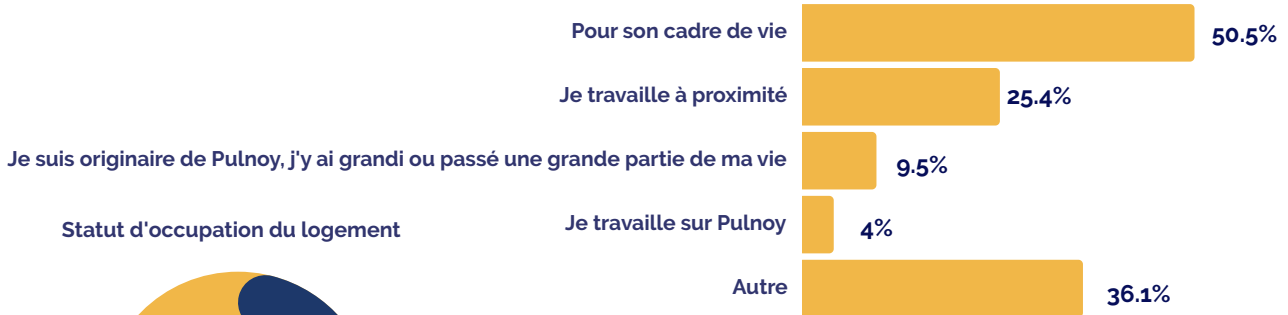 Pour son cadre de vie
50.5%
Je travaille à proximité
25.4%
Je suis originaire de Pulnoy, j'y ai grandi ou passé une grande partie de ma vie
9.5%
Je travaille sur Pulnoy
4%
Autre
36.1%
Statut d'occupation du logement